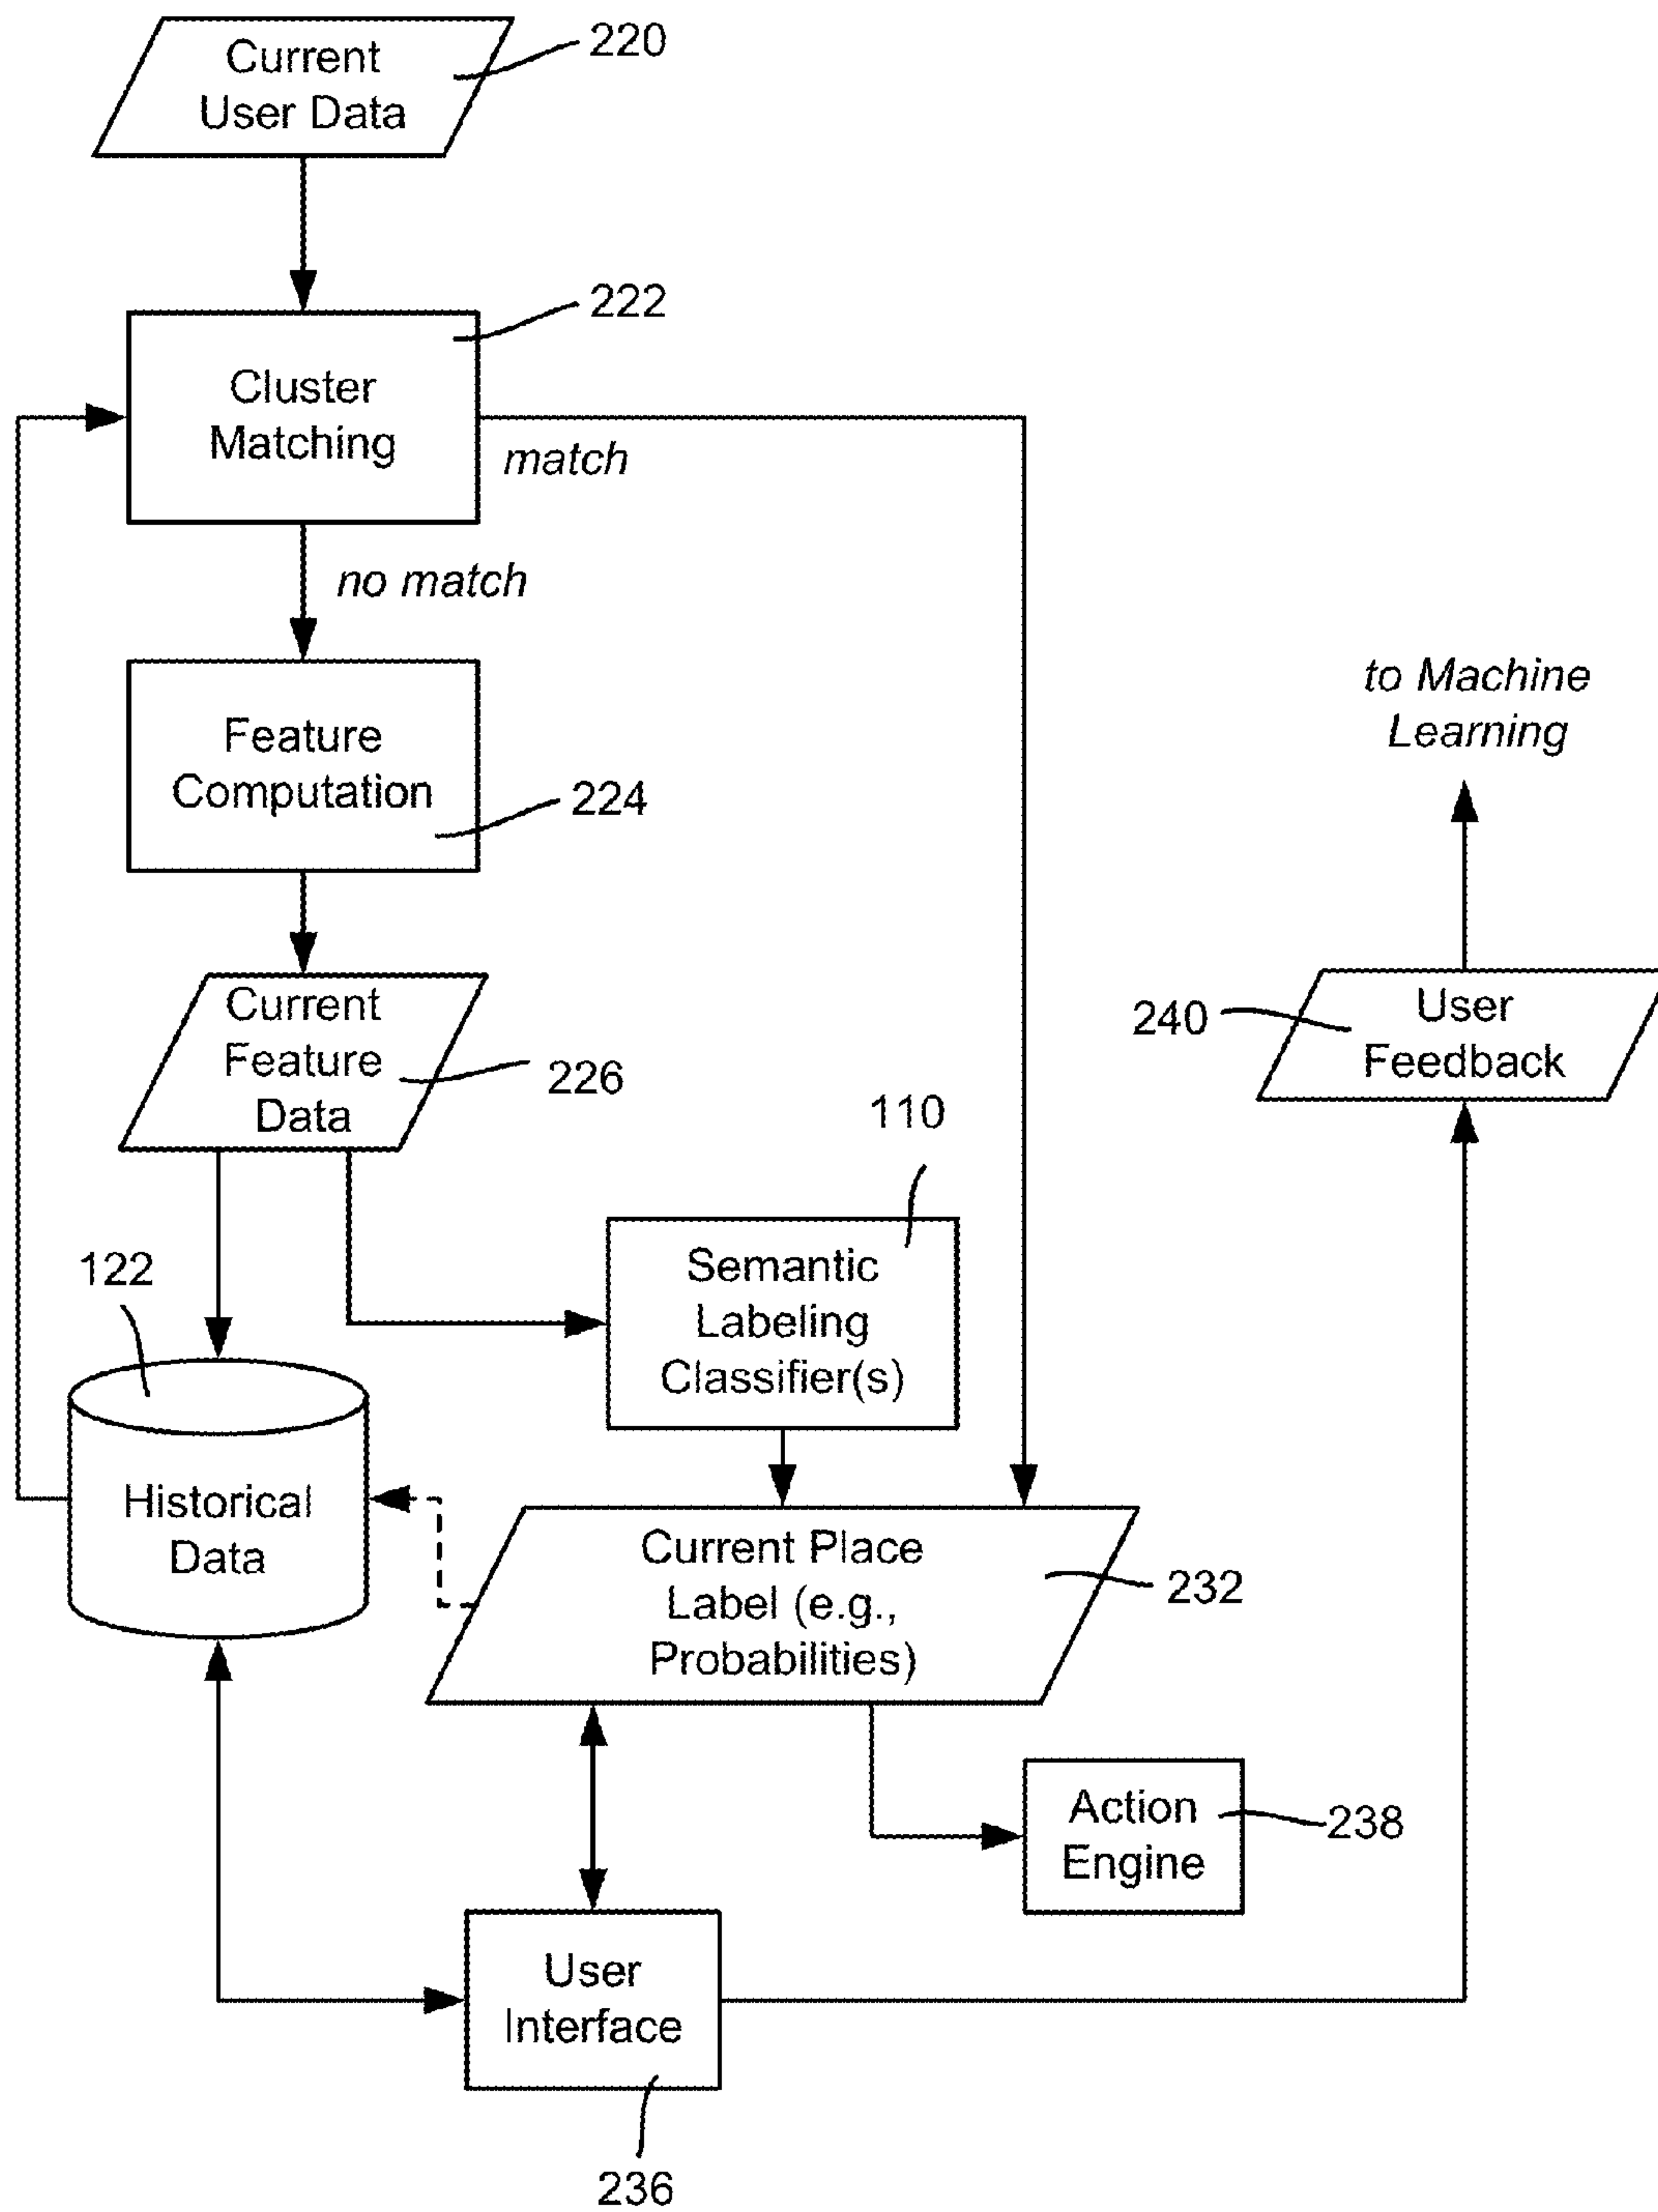 Current
User Data
220
222
Cluster
Matching
match
no match
Feature
Computation
224
to Machine
Learning
Current
Feature
Data
226
240
User
Feedback
110
122
Semantic
Labeling
Classifier(s)
Historical
Data
Current Place
Label (e.g.,
Probabilities)
232
Action
Engine
238
User
Interface
236